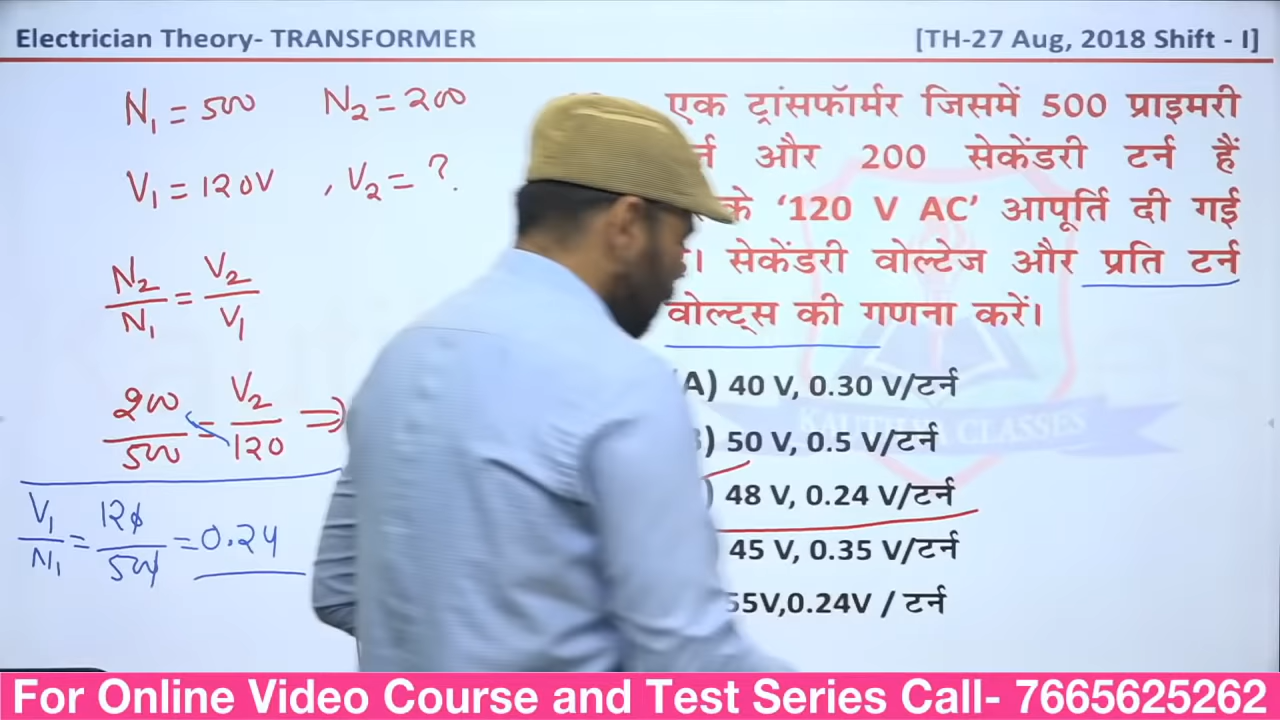 Electrician Theory- TRANSFORMER
[TH-27 Aug, 2018 Shift - I]
N₁ = 500 N₂ = 200
V₁ = 120V , V₂ = ?
N₂/N₁ = V₂/V₁
200/500 = V₂/120 ⇒
V₁/N₁ = 120/500 = 0.24
एक ट्रांसफॉर्मर जिसमें 500 प्राइमरी
और 200 सेकेंडरी टर्न हैं
के ‘120 V AC’ आपूर्ति दी गई
। सेकेंडरी वोल्टेज और प्रति टर्न
वोल्ट्स की गणना करें।
A) 40 V, 0.30 V/टर्न
) 50 V, 0.5 V/टर्न
) 48 V, 0.24 V/टर्न
45 V, 0.35 V/टर्न
55V,0.24V / टर्न
KAUTILYA CLASSES
For Online Video Course and Test Series Call- 7665625262